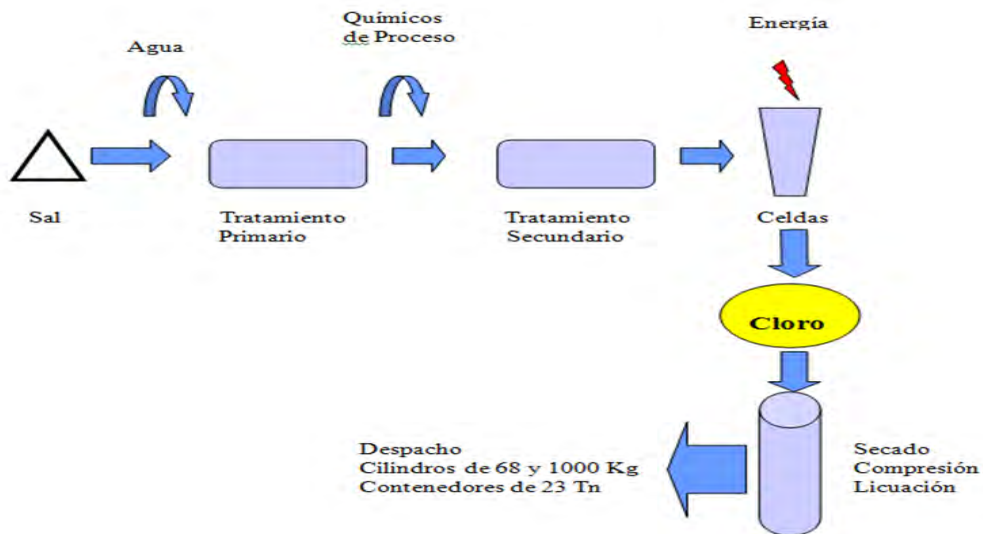 Agua
Químicos
de Proceso
Energía
Sal
Tratamiento
Primario
Tratamiento
Secundario
Celdas
Cloro
Despacho
Cilindros de 68 y 1000 Kg
Contenedores de 23 Tn
Secado
Compresión
Licuación